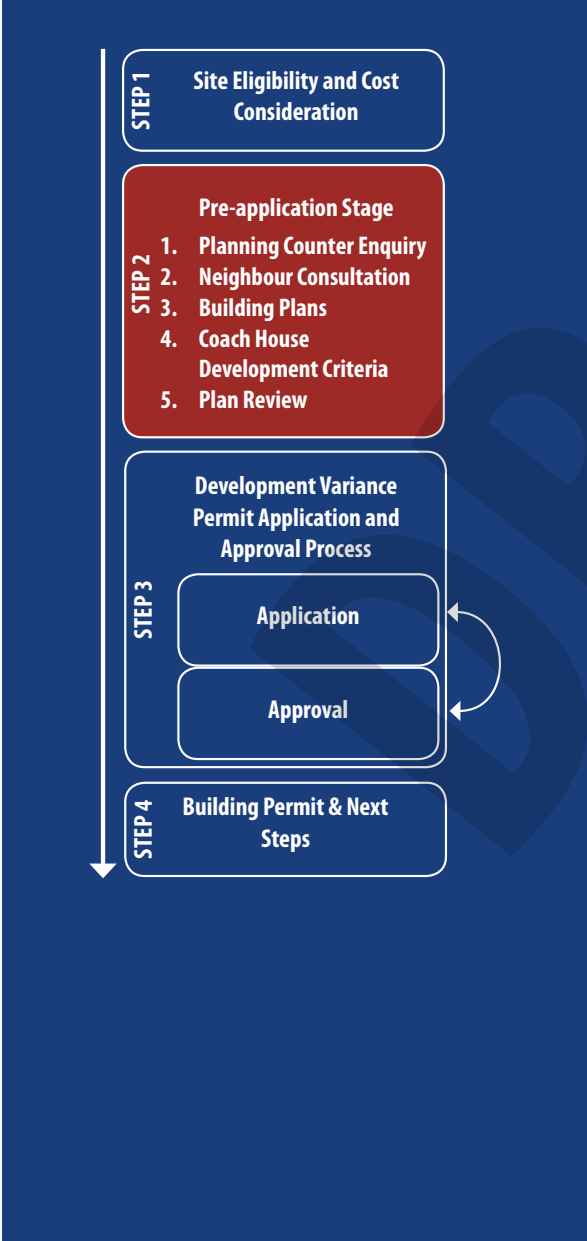 STEP 1
Site Eligibility and Cost
Consideration
STEP 2
Pre-application Stage
1. Planning Counter Enquiry
2. Neighbour Consultation
3. Building Plans
4. Coach House
Development Criteria
5. Plan Review
STEP 3
Development Variance
Permit Application and
Approval Process
Application
Approval
STEP 4
Building Permit & Next
Steps